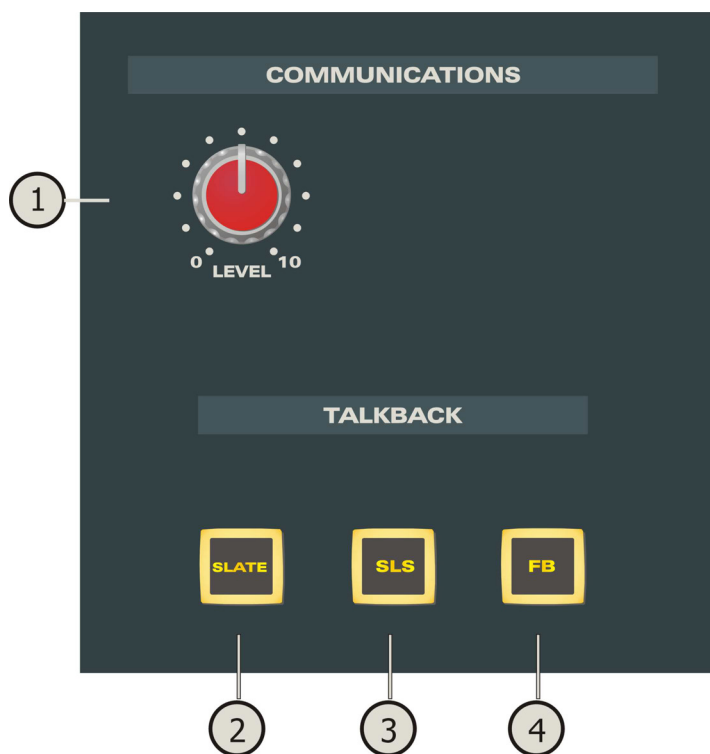 COMMUNICATIONS
1
0 LEVEL 10
TALKBACK
SLATE SLS FB
2 3 4